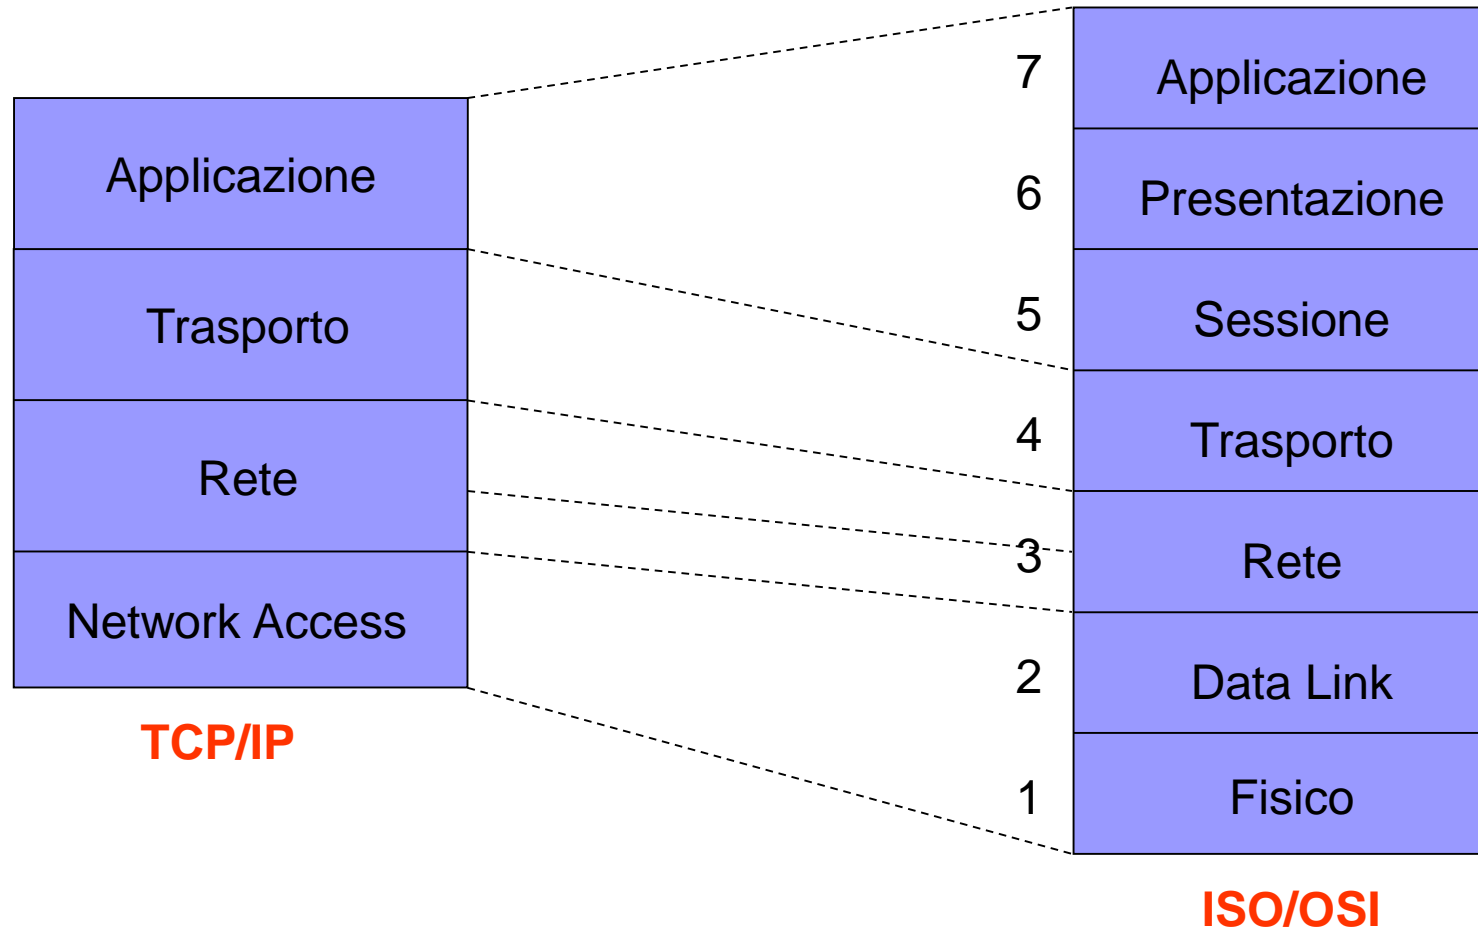 Applicazione
Trasporto
Rete
Network Access
TCP/IP
7 Applicazione
6 Presentazione
5 Sessione
4 Trasporto
3 Rete
2 Data Link
1 Fisico
ISO/OSI